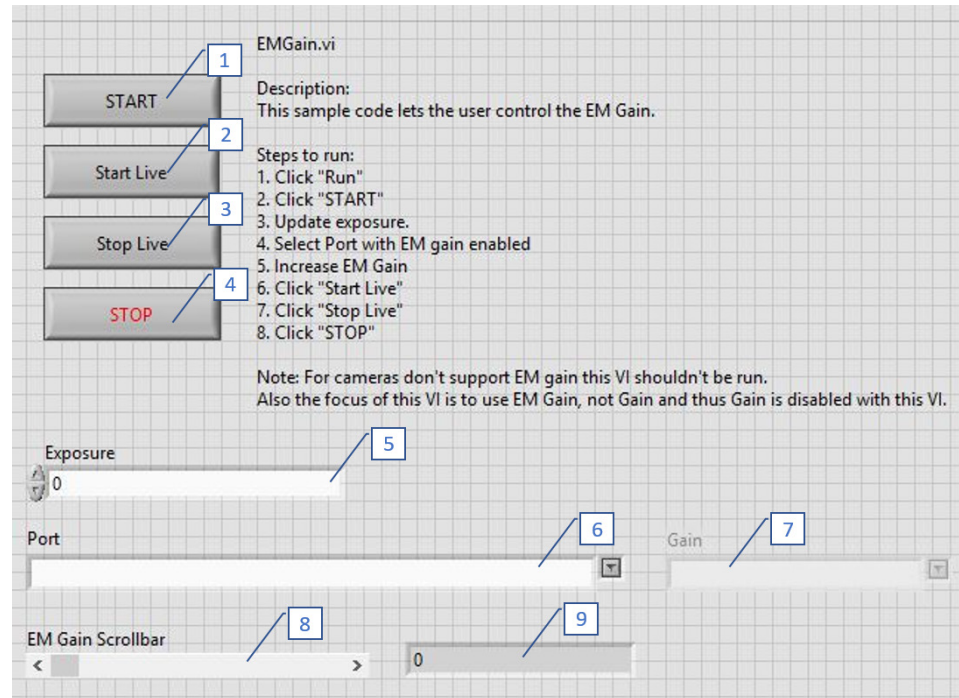 EMGain.vi
1
START
Description:
This sample code lets the user control the EM Gain.
2
Start Live
Steps to run:
1. Click "Run"
2. Click "START"
3. Update exposure.
4. Select Port with EM gain enabled
5. Increase EM Gain
6. Click "Start Live"
7. Click "Stop Live"
8. Click "STOP"
3
Stop Live
4
STOP
Note: For cameras don't support EM gain this VI shouldn't be run.
Also the focus of this VI is to use EM Gain, not Gain and thus Gain is disabled with this VI.
Exposure
5
0
Port
6
Gain
7
EM Gain Scrollbar
8
9
0